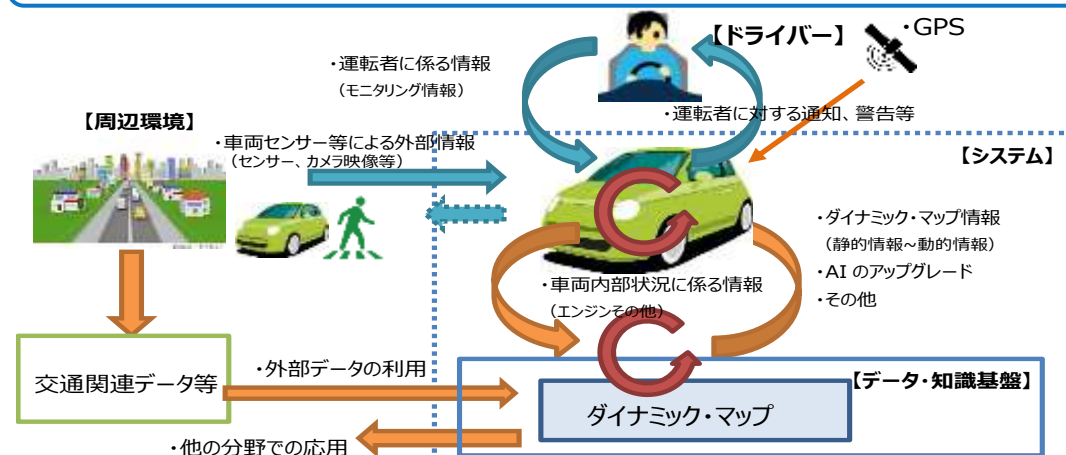 【ドライバー】
・GPS
・運転者に係る情報
（モニタリング情報）
・運転者に対する通知、警告等
【周辺環境】
・車両センサー等による外部情報
（センサー、カメラ映像等）
【システム】
・ダイナミック・マップ情報
（静的情報~動的情報）
・AI のアップグレード
・その他
・車両内部状況に係る情報
（エンジンその他）
交通関連データ等
・外部データの利用
【データ・知識基盤】
ダイナミック・マップ
・他の分野での応用